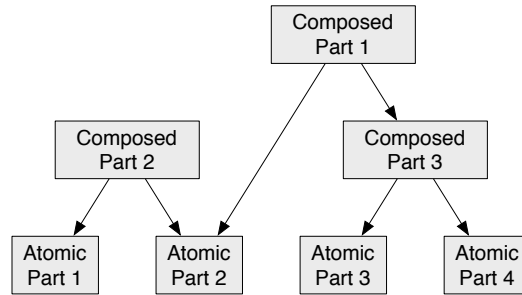 Composed
Part 1
Composed
Part 2
Composed
Part 3
Atomic
Part 1
Atomic
Part 2
Atomic
Part 3
Atomic
Part 4